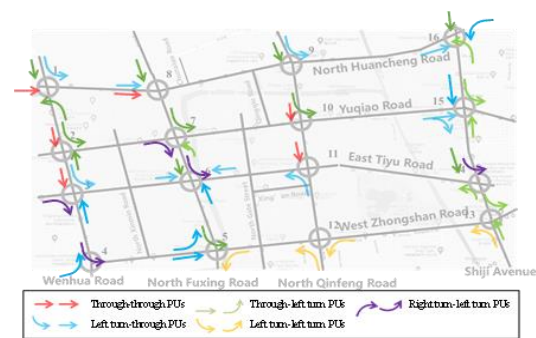 16
9
North Huancheng Road
1
8
15
10
Yuqiao Road
7
2
11
East Tiyu Road
6
12
West Zhongshan Road
13
5
4
Wenhua Road
North Fuxing Road
North Qinfeng Road
Shiji Avenue
Through-through PUs
Through-left turn PUs
Right turn-left turn PUs
Left turn-through PUs
Left turn-left turn PUs